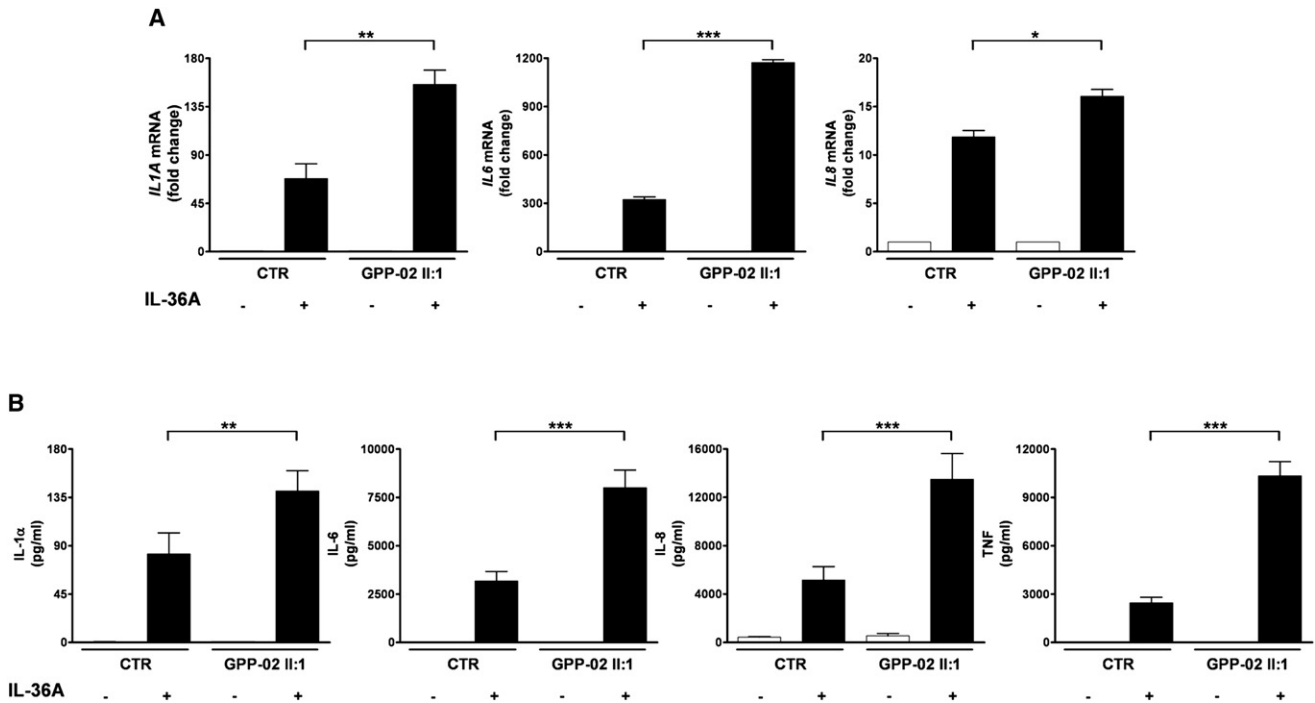 A
** *** *
180 1200 20
135 900 15
90 600 10
45 300 5
0 0 0
IL1A mRNA
(fold change)
IL6 mRNA
(fold change)
IL8 mRNA
(fold change)
CTR GPP-02 II:1 CTR GPP-02 II:1 CTR GPP-02 II:1
IL-36A - + - + - + - + - + - +
B
** *** *** ***
180 10000 16000 12000
135 7500 12000 9000
90 5000 8000 6000
45 2500 4000 3000
0 0 0 0
IL-1α
(pg/ml)
IL-6
(pg/ml)
IL-8
(pg/ml)
TNF
(pg/ml)
CTR GPP-02 II:1 CTR GPP-02 II:1 CTR GPP-02 II:1 CTR GPP-02 II:1
IL-36A - + - + - + - + - + - + - + - +